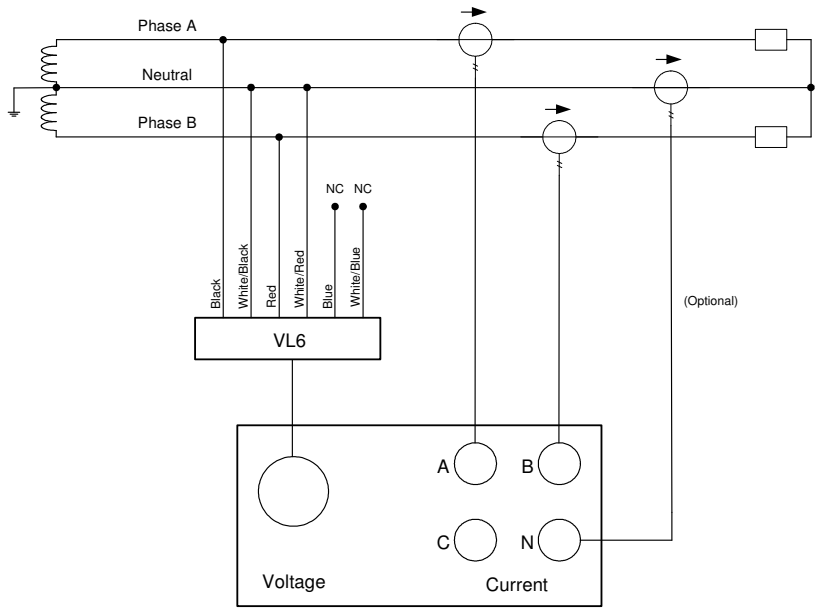 Phase A
Neutral
Phase B
NC NC
Black
White/Black
Red
White/Red
Blue
White/Blue
(Optional)
VL6
A B
C N
Voltage Current